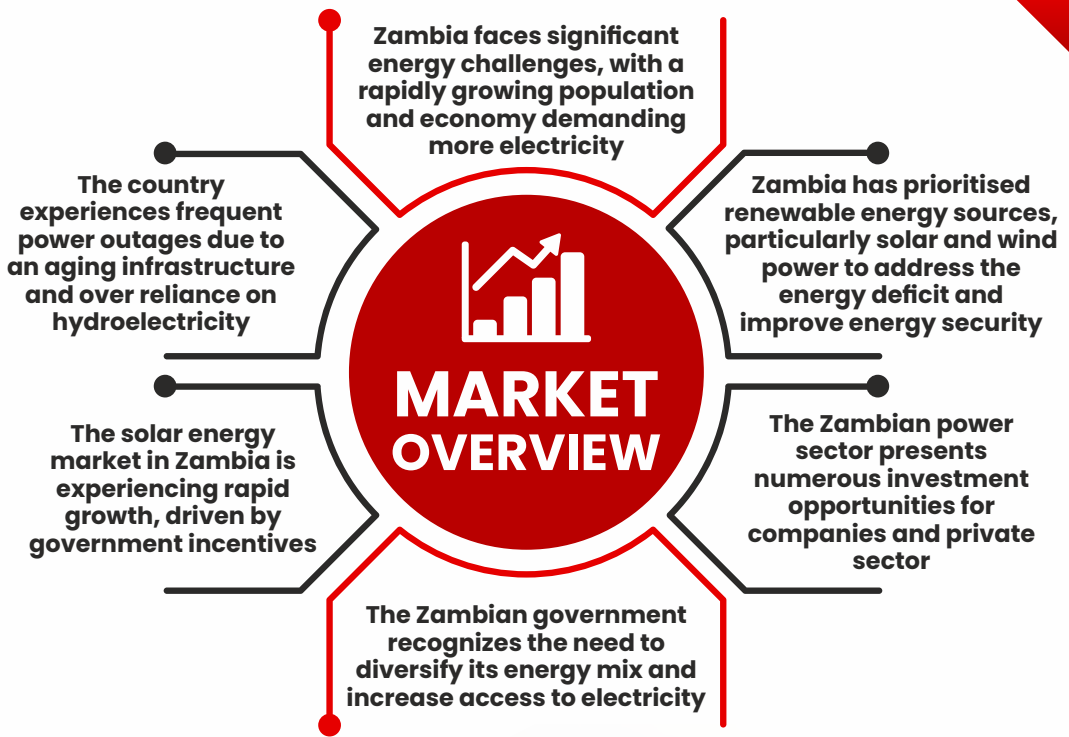 Zambia faces significant
energy challenges, with a
rapidly growing population
and economy demanding
more electricity
The country
experiences frequent
power outages due to
an aging infrastructure
and over reliance on
hydroelectricity
Zambia has prioritised
renewable energy sources,
particularly solar and wind
power to address the
energy deficit and
improve energy security
MARKET
OVERVIEW
The solar energy
market in Zambia is
experiencing rapid
growth, driven by
government incentives
The Zambian power
sector presents
numerous investment
opportunities for
companies and private
sector
The Zambian government
recognizes the need to
diversify its energy mix and
increase access to electricity